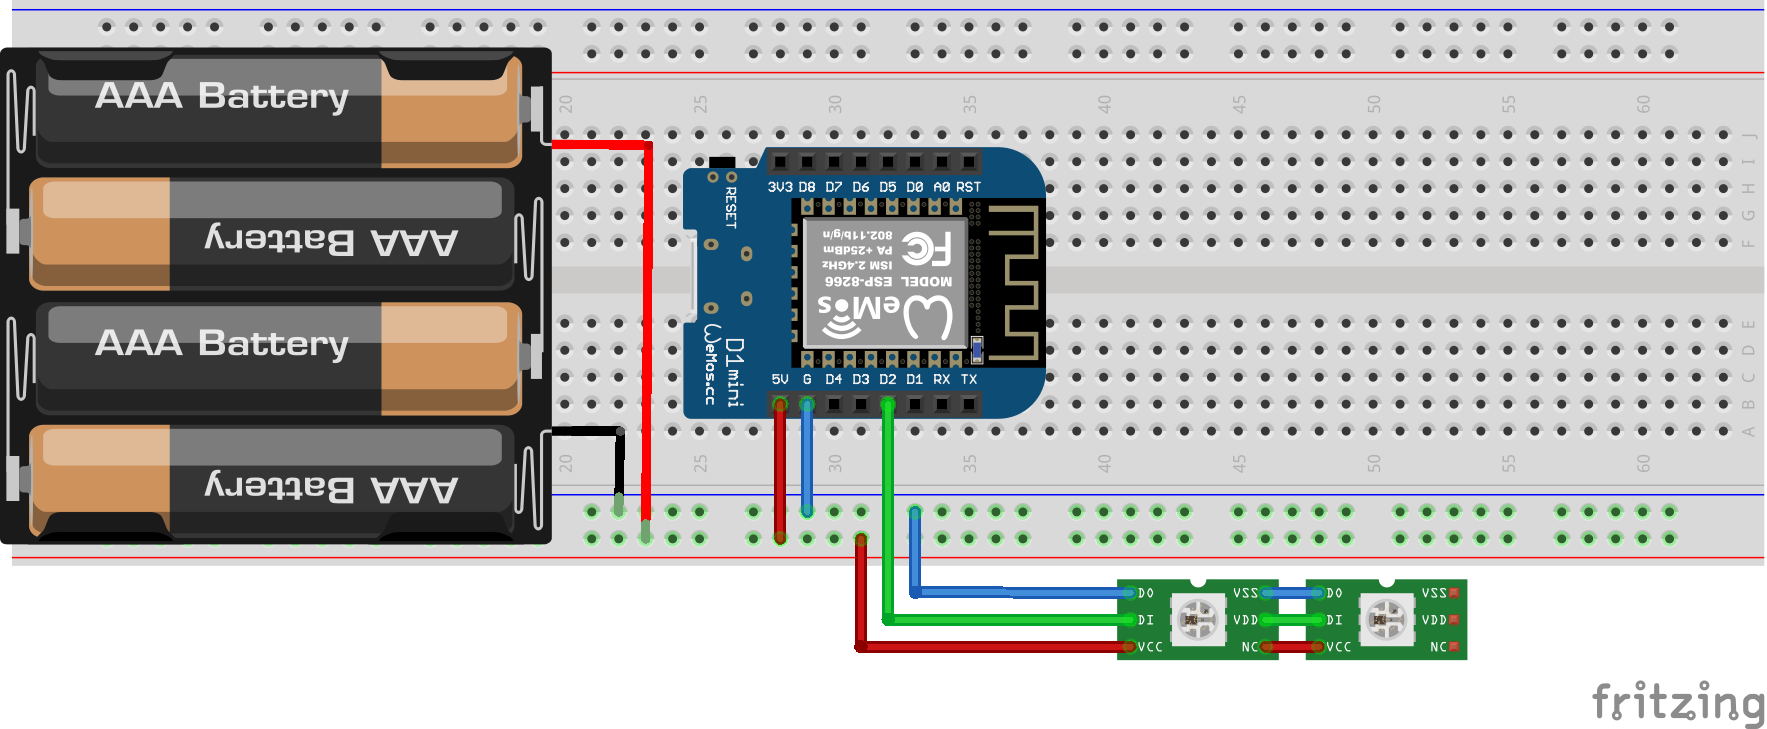 20 25 30 35 40 45 50 55 60
J
I
H
G
F
E
D
C
B
A
20 25 30 35 40 45 50 55 60
AAA Battery
AAA Battery
AAA Battery
AAA Battery
3V3 D8 D7 D6 D5 D0 A0 RST
RESET
802.11b/g/n
PA +25dBm
ISM 2.4GHz
FC
MODEL ESP-8266
WeMos
D1mini
WeMos.cc
5V G D4 D3 D2 D1 RX TX
DO VSS
DI VDD
VCC NC
DO VSS
DI VDD
VCC NC
fritzing